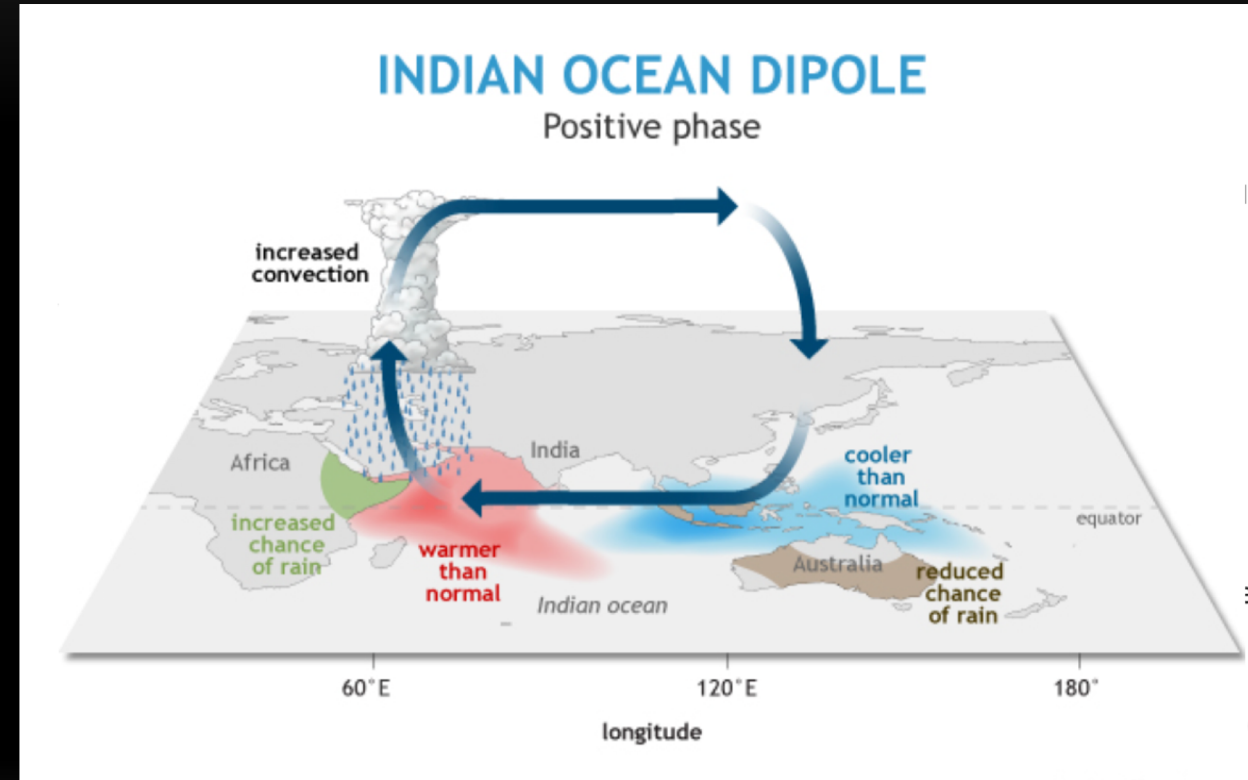 INDIAN OCEAN DIPOLE
Positive phase
increased
convection
Africa
India
cooler
than
normal
equator
increased
chance
of rain
warmer
than
normal
Australia
reduced
chance
of rain
Indian ocean
60°E
120°E
180°
longitude